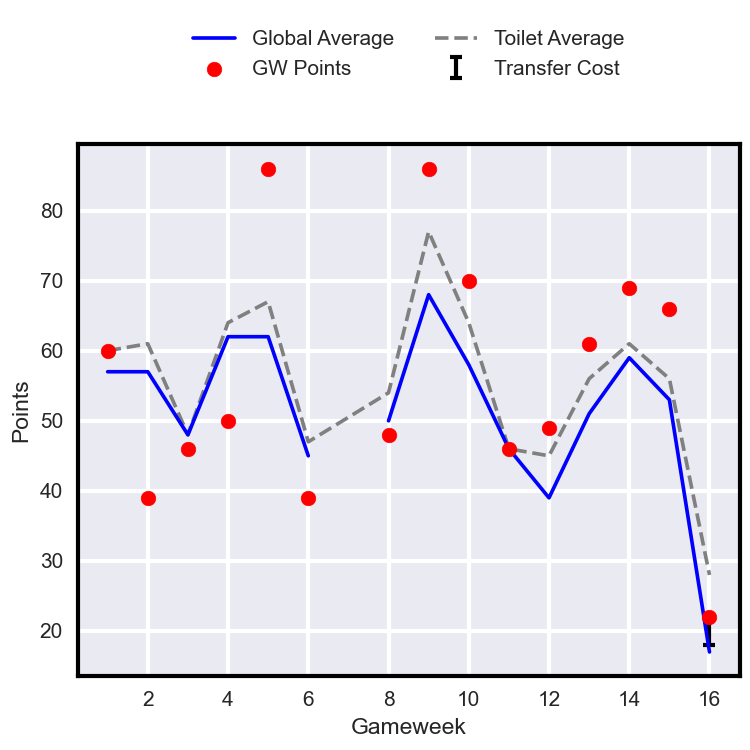 Global Average
Toilet Average
GW Points
Transfer Cost
80
70
60
50
40
30
20
Points
2 4 6 8 10 12 14 16
Gameweek